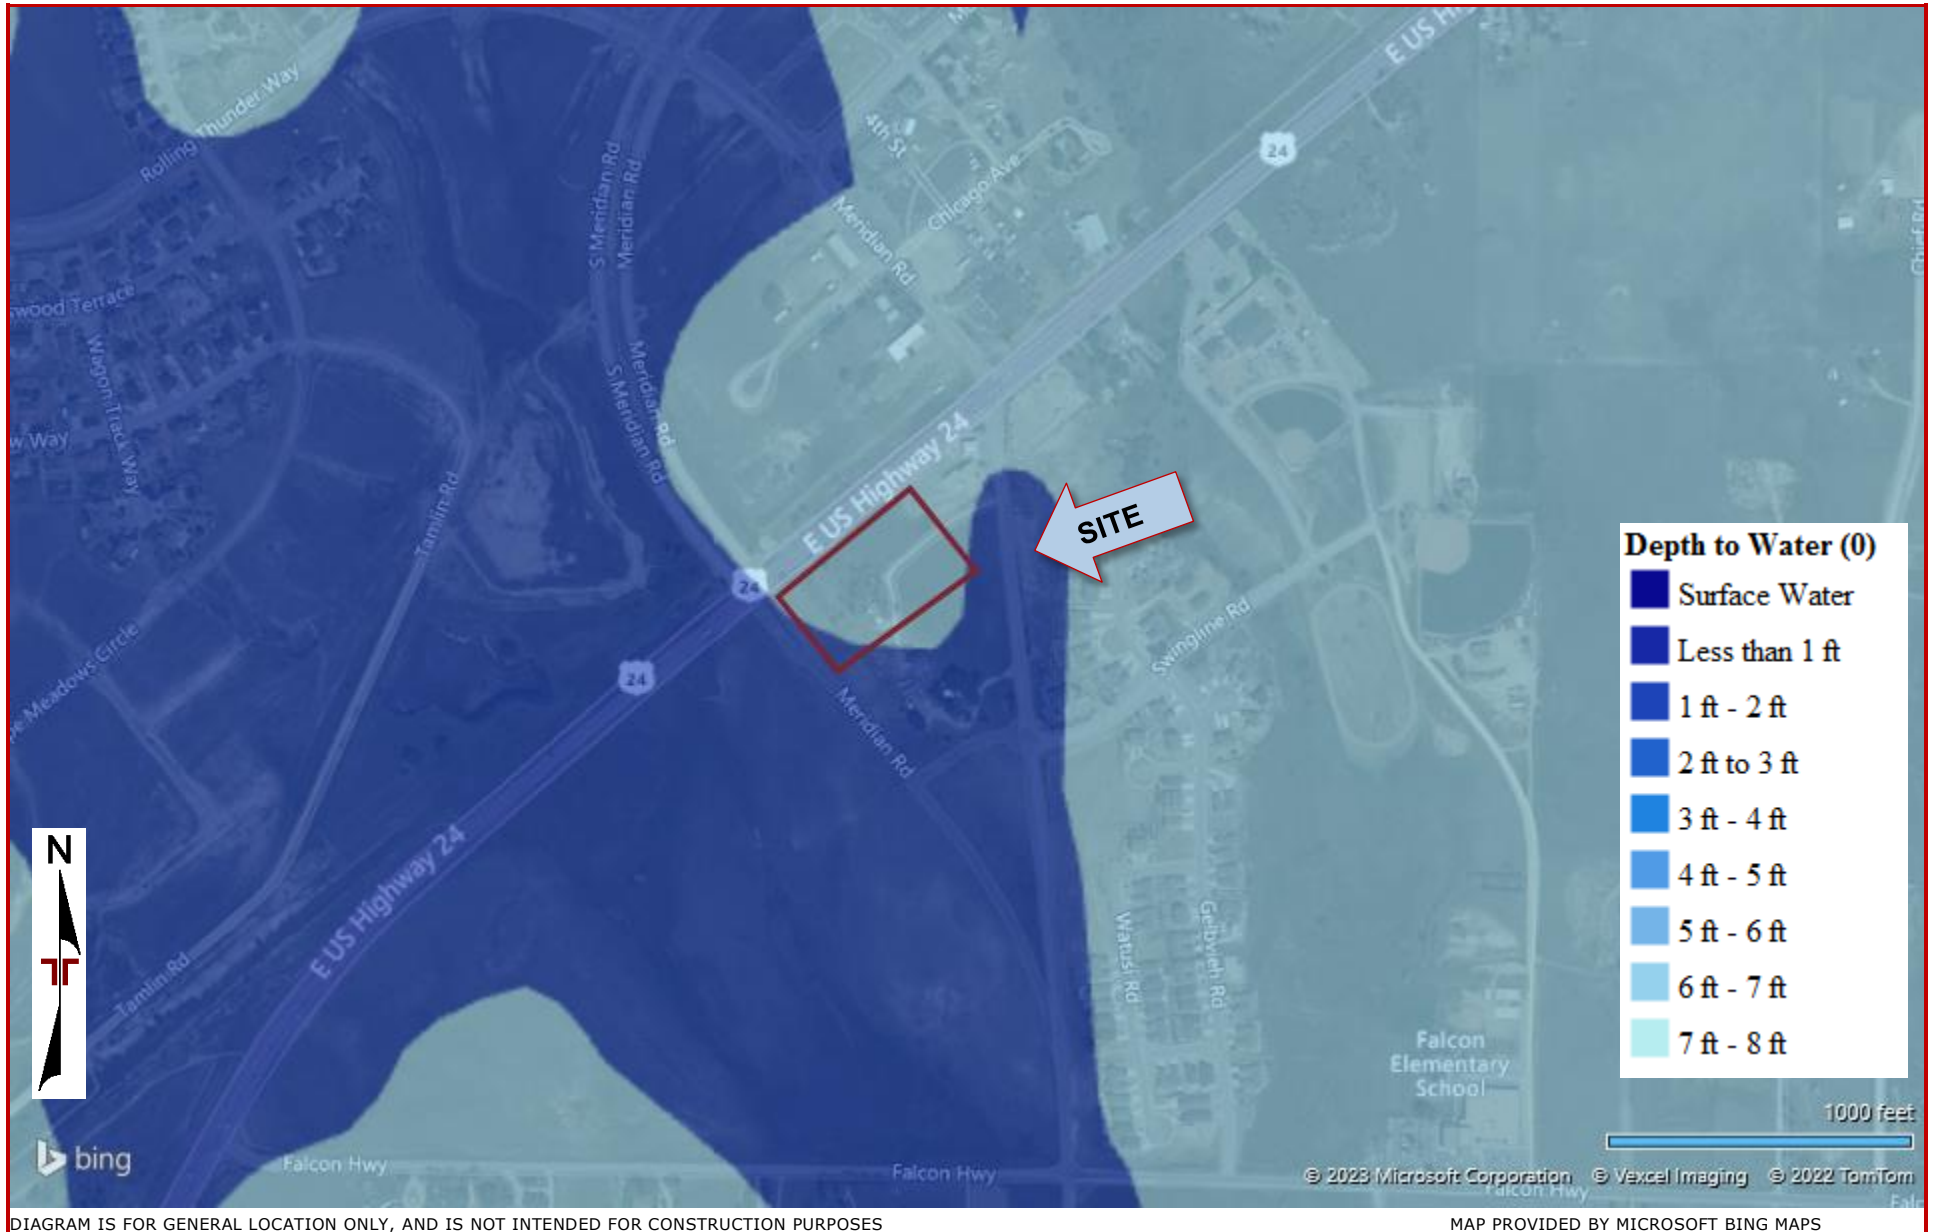 E US Hi
Rolling Thunder Way
4th St
24
Chicago Ave
S Meridian Rd
Meridian Rd
Meridian Rd
Chief Rd
swood Terrace
Wagon Track Way
Meridian Rd
S Meridian Rd
w Way
E US Highway 24
Tamlin Rd
SITE
24
Swingline Rd
24
pe Meadows Circle
Meridian Rd
Depth to Water (0)
Surface Water
Less than 1 ft
1 ft - 2 ft
2 ft to 3 ft
3 ft - 4 ft
4 ft - 5 ft
5 ft - 6 ft
6 ft - 7 ft
7 ft - 8 ft
N
E US Highway 24
Watusi Rd
Gelbvieh Rd
Tamlin Rd
Falcon
Elementary
School
1000 feet
bing
Falcon Hwy
Falcon Hwy
© 2023 Microsoft Corporation © Vexcel Imaging © 2022 TomTom
Falcon Hwy
Falc
DIAGRAM IS FOR GENERAL LOCATION ONLY, AND IS NOT INTENDED FOR CONSTRUCTION PURPOSES
MAP PROVIDED BY MICROSOFT BING MAPS